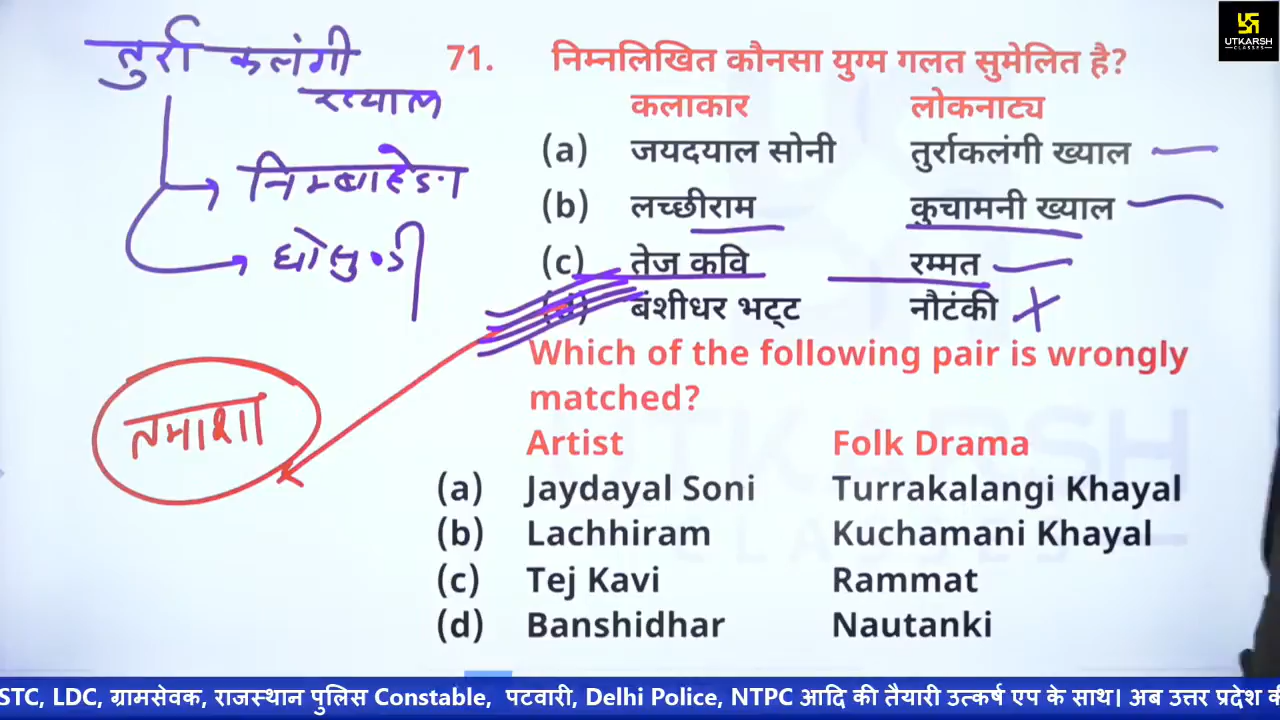 UTKARSH
CLASSES
तुर्रा कलंगी
ख्याल
निम्बाहेड़ा
घोसुण्डी
तमाशा
71. निम्नलिखित कौनसा युग्म गलत सुमेलित है?
कलाकार लोकनाट्य
(a) जयदयाल सोनी तुर्राकलंगी ख्याल
(b) लच्छीराम कुचामनी ख्याल
(c) तेज कवि रम्मत
(d) बंशीधर भट्ट नौटंकी
Which of the following pair is wrongly
matched?
Artist Folk Drama
(a) Jaydayal Soni Turrakalangi Khayal
(b) Lachhiram Kuchamani Khayal
(c) Tej Kavi Rammat
(d) Banshidhar Nautanki
UTKARSH
CLASSES
STC, LDC, ग्रामसेवक, राजस्थान पुलिस Constable, पटवारी, Delhi Police, NTPC आदि की तैयारी उत्कर्ष एप के साथ। अब उत्तर प्रदेश की